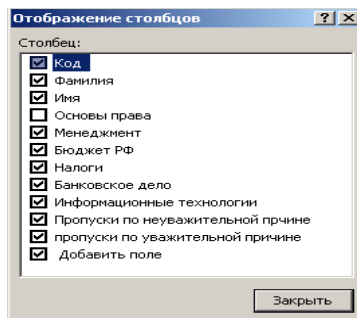 Отображение столбцов
Столбец:
Код
Фамилия
Имя
Основы права
Менеджмент
Бюджет РФ
Налоги
Банковское дело
Информационные технологии
Пропуски по неуважительной прчине
пропуски по уважительной причине
Добавить поле
Закрыть